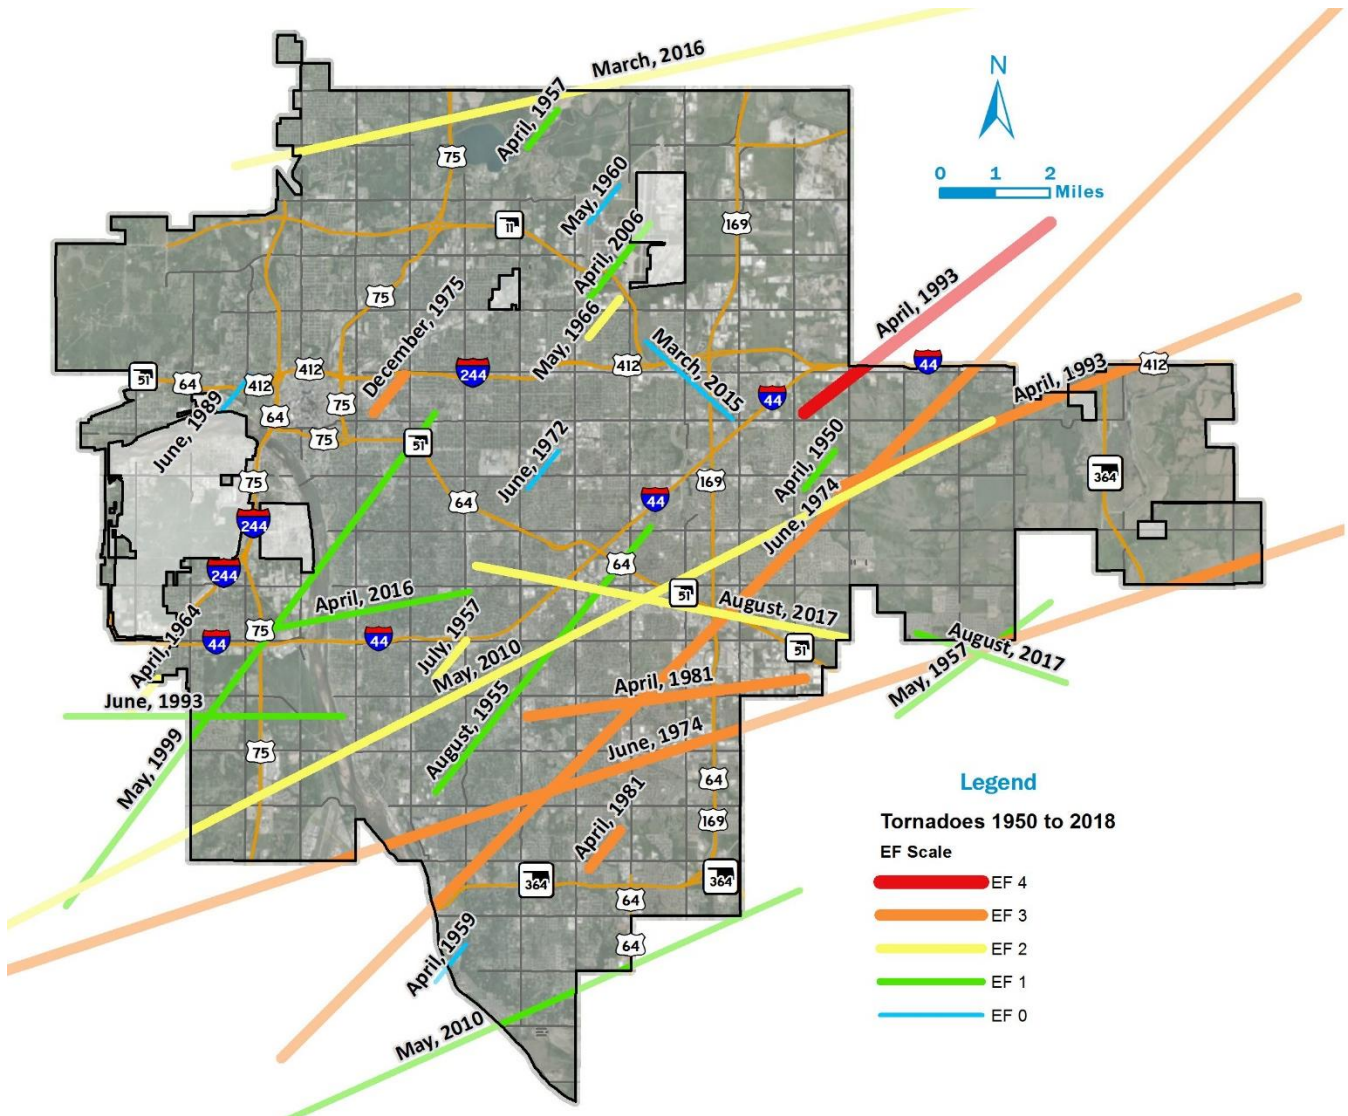 March, 2016
April, 1957
N
75
0 1 2
Miles
May, 1960
11
169
April, 2006
75
December, 1975
April, 1993
May, 1966
March, 2015
412
412
244
44
412
51
64
412
April, 1993
44
75
64
June, 1989
75
51
June, 1972
April, 1950
364
75
64
169
44
June, 1974
244
64
244
April, 2016
51
August, 2017
April, 1964
75
44
44
July, 1957
51
August, 2017
May, 2010
May, 1957
June, 1993
April, 1981
August, 1955
June, 1974
May, 1999
75
64
169
April, 1981
364
364
64
April, 1959
64
May, 2010
Legend
Tornadoes 1950 to 2018
EF Scale
EF 4
EF 3
EF 2
EF 1
EF 0